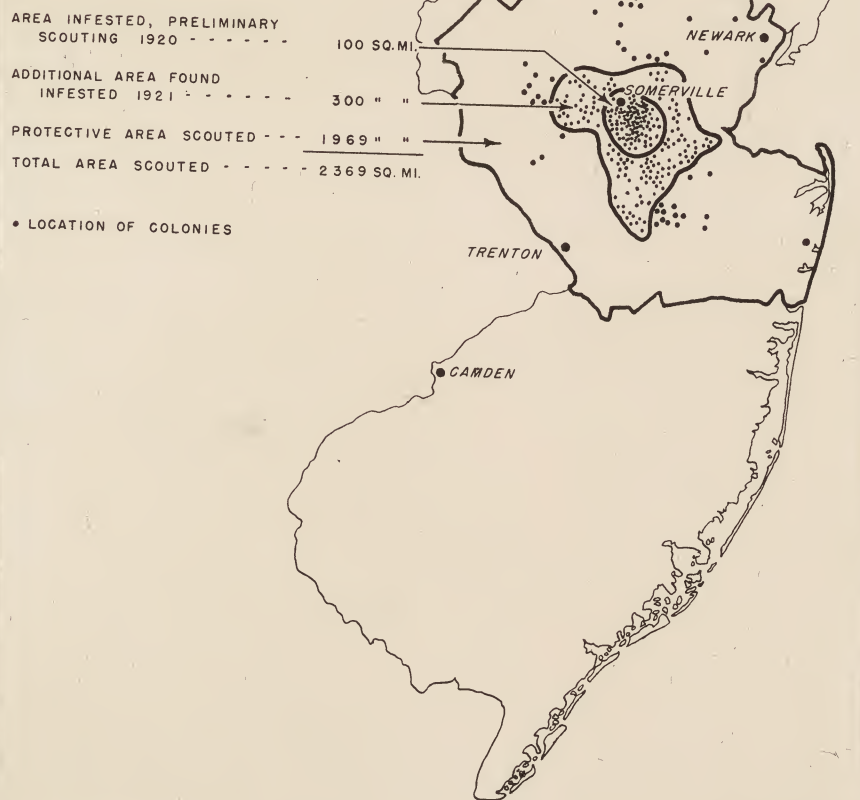 AREA INFESTED, PRELIMINARY
SCOUTING 1920 - - - - - - 100 SQ.MI.
ADDITIONAL AREA FOUND
INFESTED 1921 - - - - - - - 300 " "
PROTECTIVE AREA SCOUTED - - - 1969 " "
TOTAL AREA SCOUTED - - - - - 2369 SQ. MI.
• LOCATION OF COLONIES
NEWARK
SOMERVILLE
TRENTON
CAMDEN